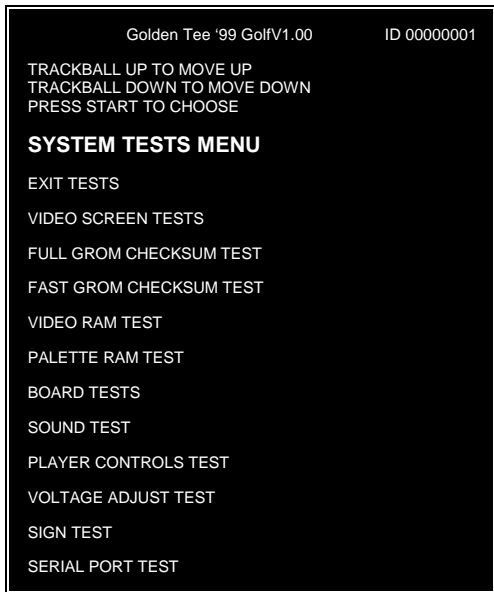 Golden Tee ‘99 GolfV1.00 ID 00000001
TRACKBALL UP TO MOVE UP
TRACKBALL DOWN TO MOVE DOWN
PRESS START TO CHOOSE
SYSTEM TESTS MENU
EXIT TESTS
VIDEO SCREEN TESTS
FULL GROM CHECKSUM TEST
FAST GROM CHECKSUM TEST
VIDEO RAM TEST
PALETTE RAM TEST
BOARD TESTS
SOUND TEST
PLAYER CONTROLS TEST
VOLTAGE ADJUST TEST
SIGN TEST
SERIAL PORT TEST